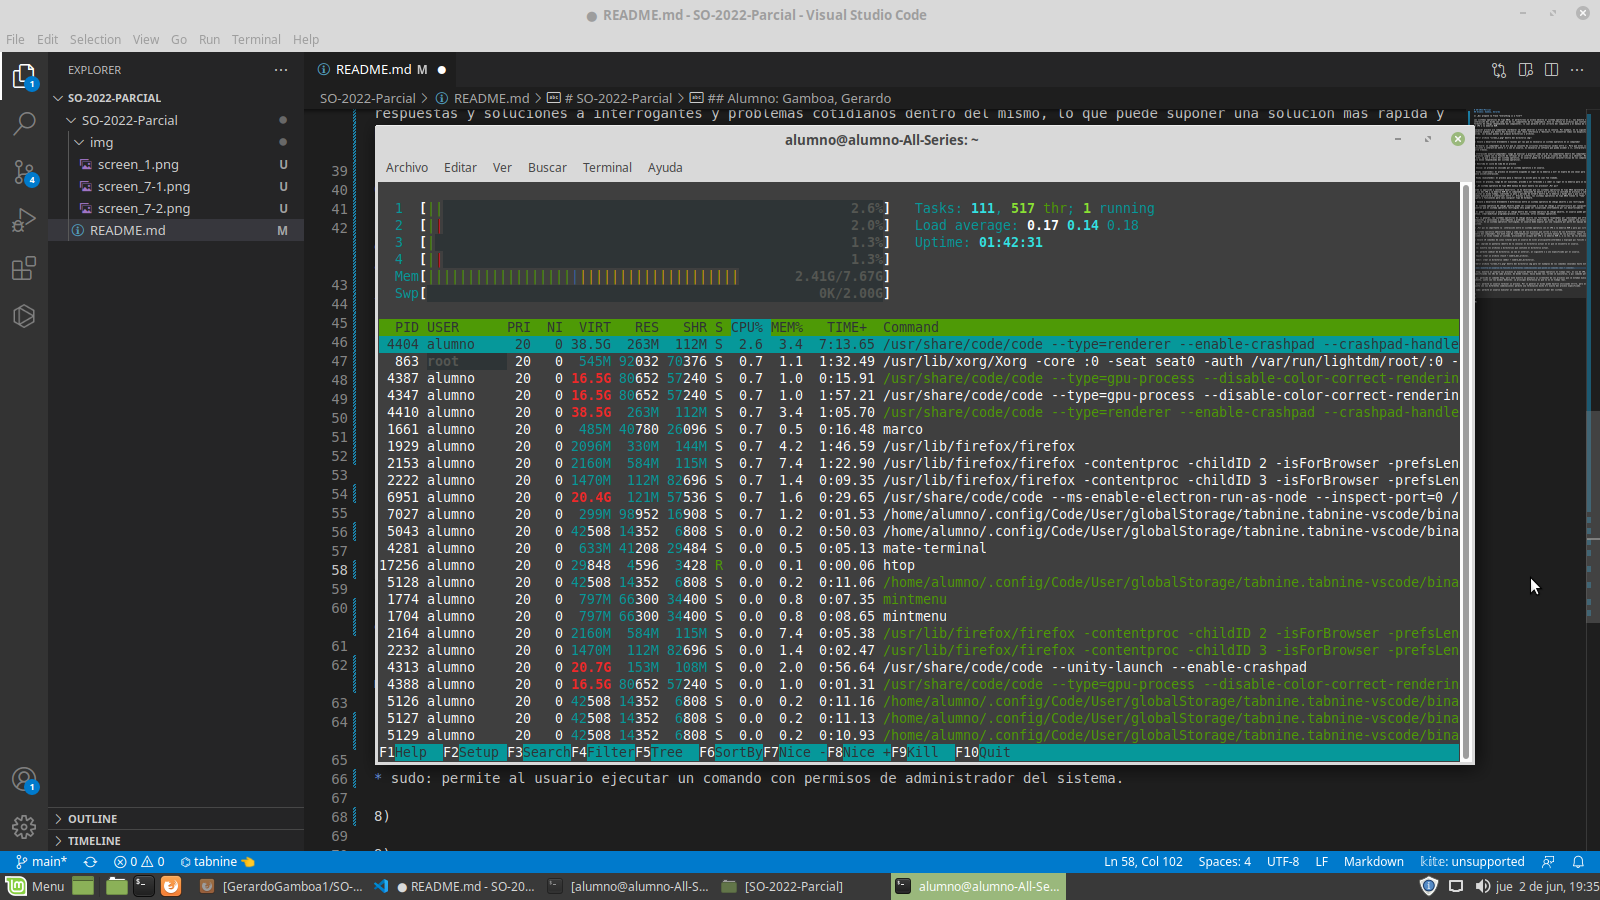 README.md - SO-2022-Parcial - Visual Studio Code
File Edit Selection View Go Run Terminal Help
EXPLORER
SO-2022-PARCIAL
SO-2022-Parcial
img
screen_1.png U
screen_7-1.png U
screen_7-2.png U
README.md M
OUTLINE
TIMELINE
README.md M
SO-2022-Parcial > README.md > # SO-2022-Parcial > ## Alumno: Gamboa, Gerardo
respuestas y soluciones a interrogantes y problemas cotidianos dentro del mismo, lo que puede suponer una solucion mas rapida y
39
40
41
42
43
44
45
46
47
48
49
50
51
52
53
54
55
56
57
58
59
60
61
62
63
64
65
66 * sudo: permite al usuario ejecutar un comando con permisos de administrador del sistema.
67
68 8)
69
alumno@alumno-All-Series: ~
Archivo Editar Ver Buscar Terminal Ayuda
1 [|| 2.6%] Tasks: 111, 517 thr; 1 running
2 [|| 2.0%] Load average: 0.17 0.14 0.18
3 [| 1.3%] Uptime: 01:42:31
4 [|| 1.3%]
Mem[||||||||||||||||||||||||||||||||||||||| 2.41G/7.67G]
Swp[ 0K/2.00G]
PID USER PRI NI VIRT RES SHR S CPU% MEM% TIME+ Command
4404 alumno 20 0 38.5G 263M 112M S 2.6 3.4 7:13.65 /usr/share/code/code --type=renderer --enable-crashpad --crashpad-handle
863 root 20 0 545M 92032 70376 S 0.7 1.1 1:32.49 /usr/lib/xorg/Xorg -core :0 -seat seat0 -auth /var/run/lightdm/root/:0 -
4387 alumno 20 0 16.5G 80652 57240 S 0.7 1.0 0:15.91 /usr/share/code/code --type=gpu-process --disable-color-correct-renderin
4347 alumno 20 0 16.5G 80652 57240 S 0.7 1.0 1:57.21 /usr/share/code/code --type=gpu-process --disable-color-correct-renderin
4410 alumno 20 0 38.5G 263M 112M S 0.7 3.4 1:05.70 /usr/share/code/code --type=renderer --enable-crashpad --crashpad-handle
1661 alumno 20 0 485M 40780 26096 S 0.7 0.5 0:16.48 marco
1929 alumno 20 0 2096M 330M 144M S 0.7 4.2 1:46.59 /usr/lib/firefox/firefox
2153 alumno 20 0 2160M 584M 115M S 0.7 7.4 1:22.90 /usr/lib/firefox/firefox -contentproc -childID 2 -isForBrowser -prefsLen
2222 alumno 20 0 1470M 112M 82696 S 0.7 1.4 0:09.35 /usr/lib/firefox/firefox -contentproc -childID 3 -isForBrowser -prefsLen
6951 alumno 20 0 20.4G 121M 57536 S 0.7 1.6 0:29.65 /usr/share/code/code --ms-enable-electron-run-as-node --inspect-port=0 /
7027 alumno 20 0 299M 98952 16908 S 0.7 1.2 0:01.53 /home/alumno/.config/Code/User/globalStorage/tabnine.tabnine-vscode/bina
5043 alumno 20 0 42508 14352 6808 S 0.0 0.2 0:50.03 /home/alumno/.config/Code/User/globalStorage/tabnine.tabnine-vscode/bina
4281 alumno 20 0 633M 41208 29484 S 0.0 0.5 0:05.13 mate-terminal
17256 alumno 20 0 29848 4596 3428 R 0.0 0.1 0:00.06 htop
5128 alumno 20 0 42508 14352 6808 S 0.0 0.2 0:11.06 /home/alumno/.config/Code/User/globalStorage/tabnine.tabnine-vscode/bina
1774 alumno 20 0 797M 66300 34400 S 0.0 0.8 0:07.35 mintmenu
1704 alumno 20 0 797M 66300 34400 S 0.0 0.8 0:08.65 mintmenu
2164 alumno 20 0 2160M 584M 115M S 0.0 7.4 0:05.38 /usr/lib/firefox/firefox -contentproc -childID 2 -isForBrowser -prefsLen
2232 alumno 20 0 1470M 112M 82696 S 0.0 1.4 0:02.47 /usr/lib/firefox/firefox -contentproc -childID 3 -isForBrowser -prefsLen
4313 alumno 20 0 20.7G 153M 108M S 0.0 2.0 0:56.64 /usr/share/code/code --unity-launch --enable-crashpad
4388 alumno 20 0 16.5G 80652 57240 S 0.0 1.0 0:01.31 /usr/share/code/code --type=gpu-process --disable-color-correct-renderin
5126 alumno 20 0 42508 14352 6808 S 0.0 0.2 0:11.16 /home/alumno/.config/Code/User/globalStorage/tabnine.tabnine-vscode/bina
5127 alumno 20 0 42508 14352 6808 S 0.0 0.2 0:11.13 /home/alumno/.config/Code/User/globalStorage/tabnine.tabnine-vscode/bina
5129 alumno 20 0 42508 14352 6808 S 0.0 0.2 0:10.93 /home/alumno/.config/Code/User/globalStorage/tabnine.tabnine-vscode/bina
F1Help F2Setup F3SearchF4FilterF5Tree F6SortByF7Nice -F8Nice +F9Kill F10Quit
main* 0 0 tabnine Ln 58, Col 102 Spaces: 4 UTF-8 LF Markdown kite: unsupported
Menu [GerardoGamboa1/SO-... README.md - SO-20... [alumno@alumno-All-S... [SO-2022-Parcial] alumno@alumno-All-Se... jue 2 de jun, 19:35